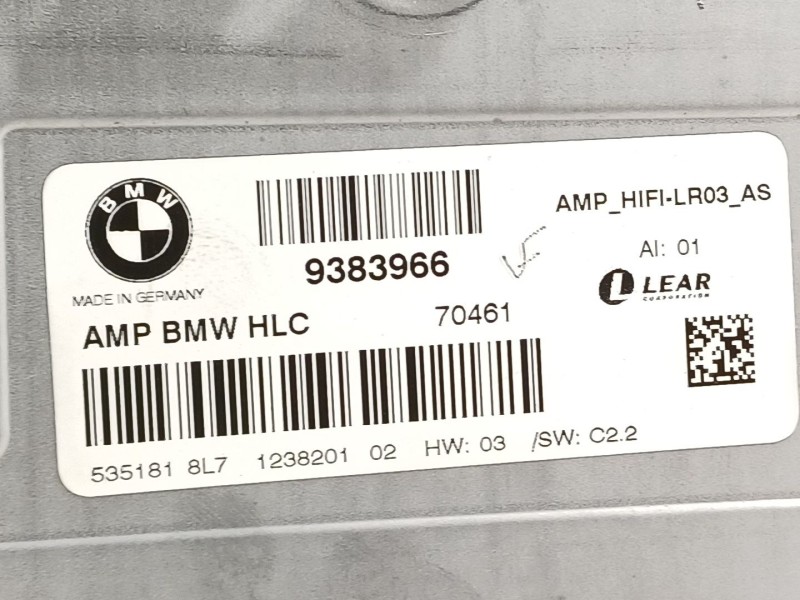 BMW
AMP_HIFI-LR03_AS
9383966
AI: 01
MADE IN GERMANY
LEAR
CORPORATION
AMP BMW HLC
70461
535181 8L7 1238201 02 HW: 03 /SW: C2.2